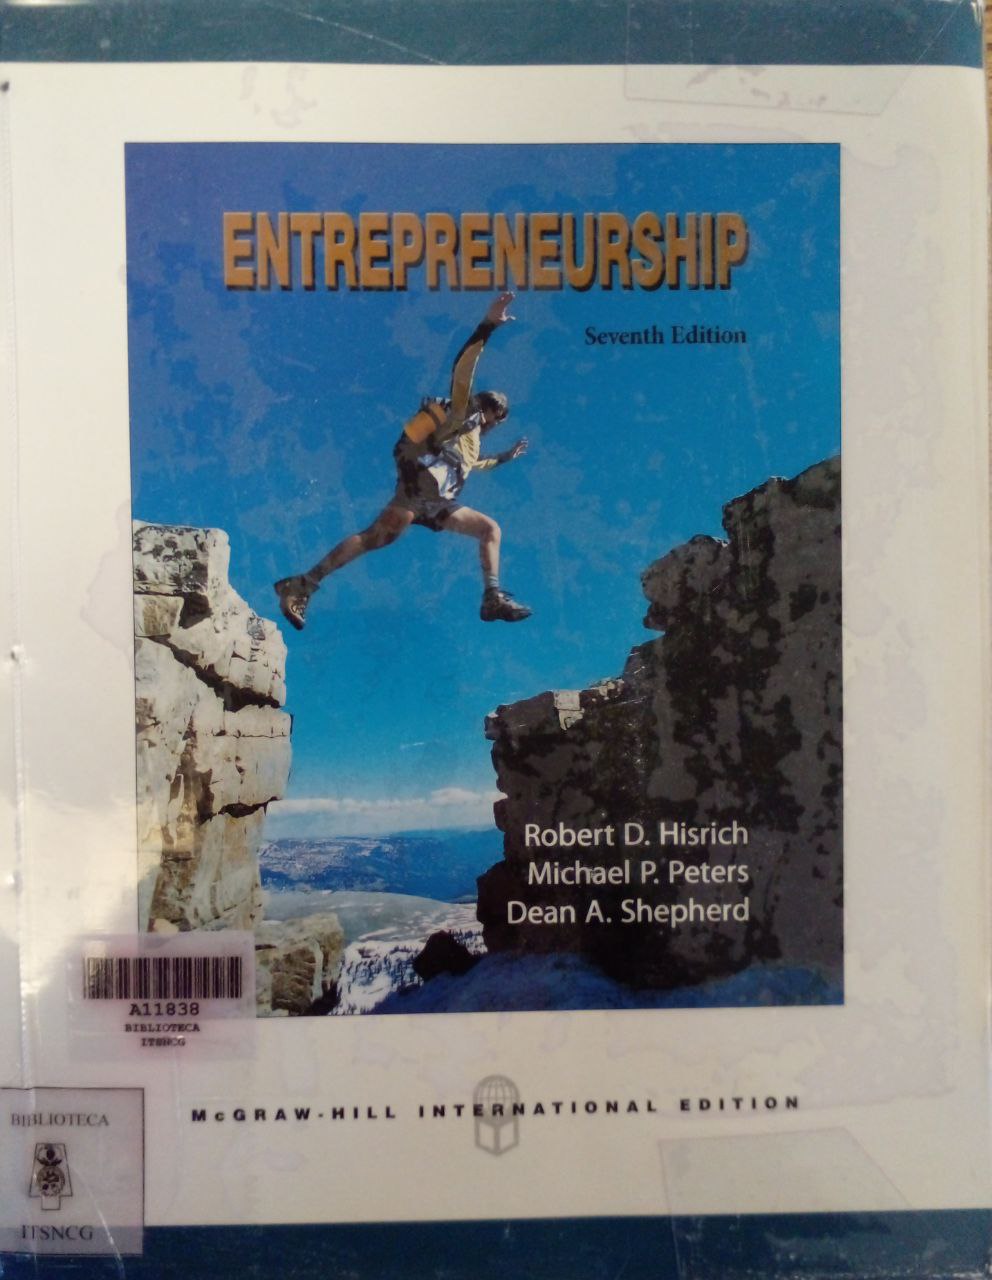 ENTREPRENEURSHIP
Seventh Edition
Robert D. Hisrich
Michael P. Peters
Dean A. Shepherd
A11838
BIBLIOTECA
ITSNCG
McGRAW-HILL INTERNATIONAL EDITION
BIBLIOTECA
ITSNCG